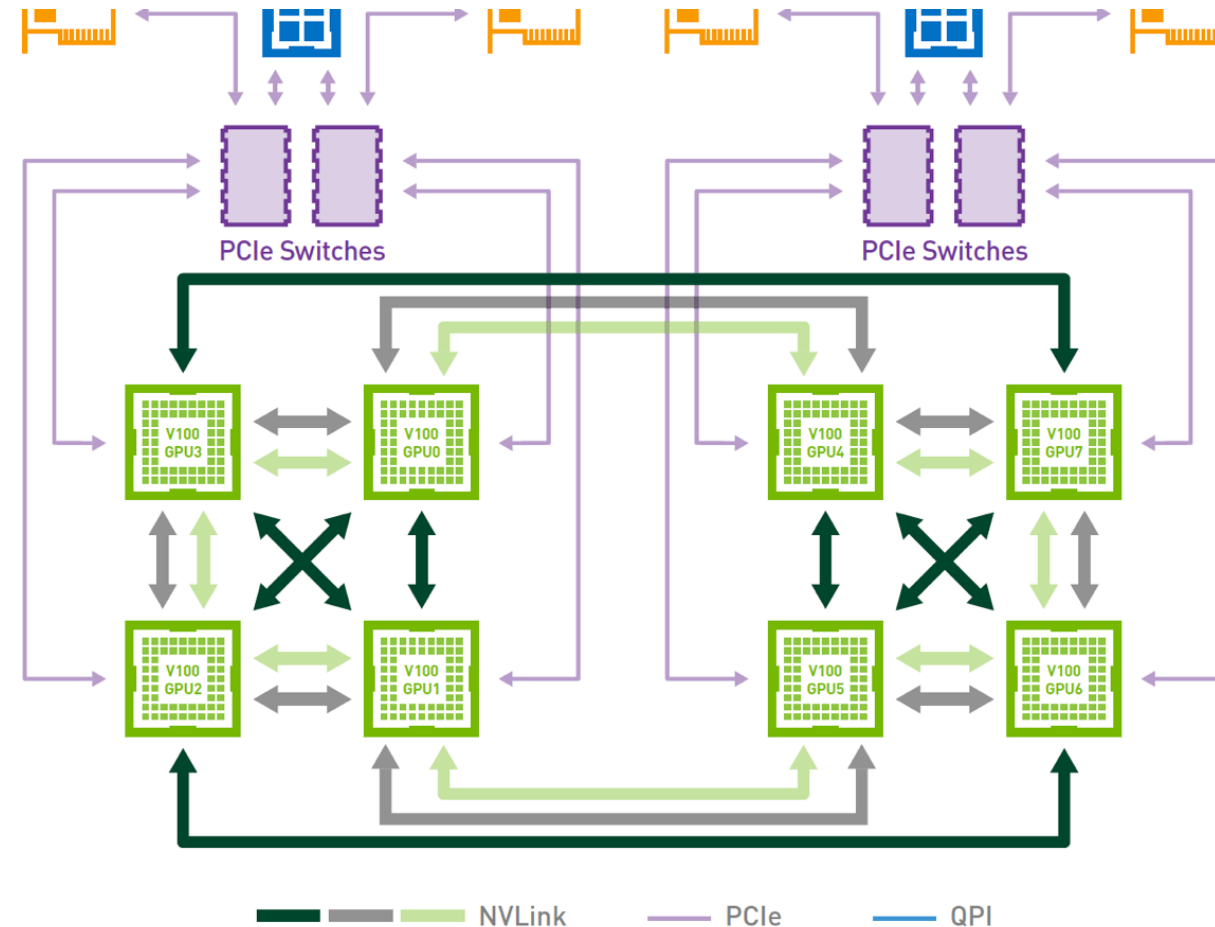 PCIe Switches
PCIe Switches
V100
GPU3
V100
GPU0
V100
GPU4
V100
GPU7
V100
GPU2
V100
GPU1
V100
GPU5
V100
GPU6
NVLink
PCIe
QPI